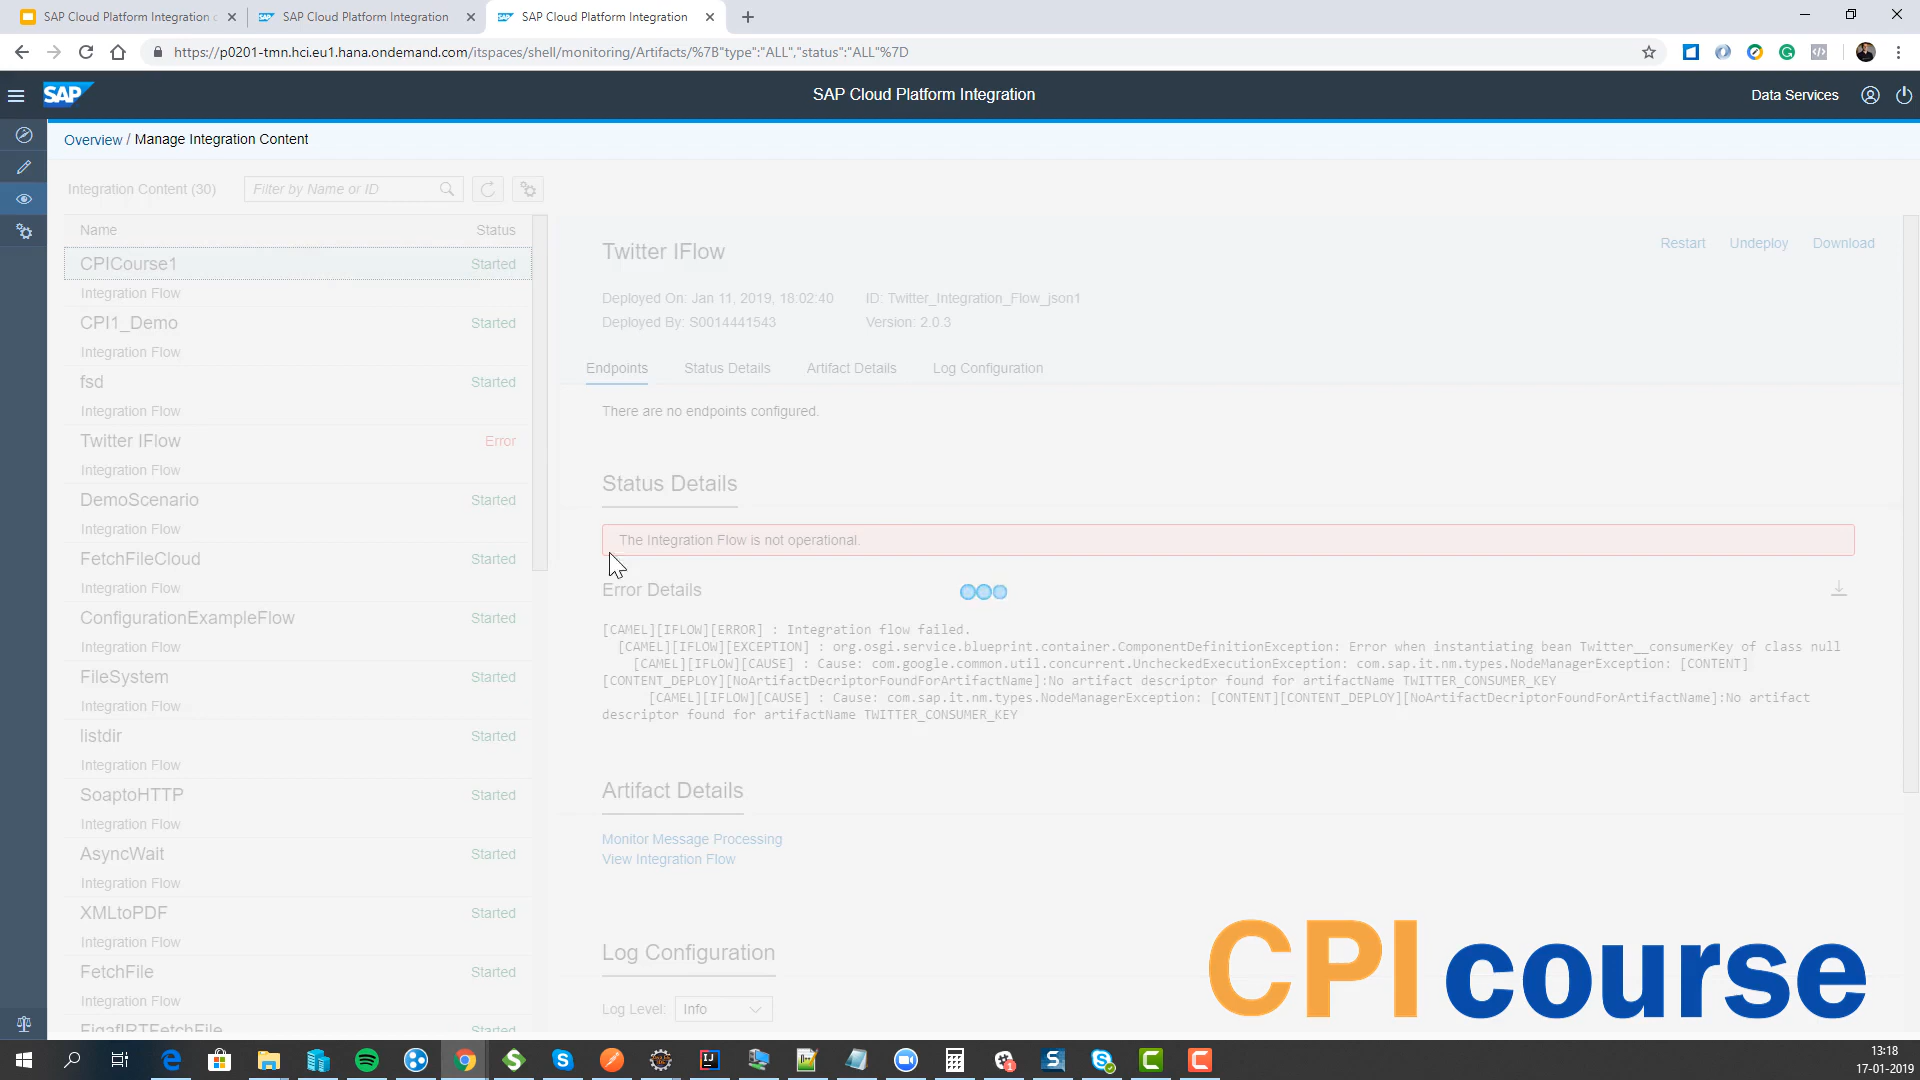 SAP Cloud Platform Integration
SAP Cloud Platform Integration
SAP Cloud Platform Integration
https://p0201-tmn.hci.eu1.hana.ondemand.com/itspaces/shell/monitoring/Artifacts/%7B"type":"ALL","status":"ALL"%7D
SAP
SAP Cloud Platform Integration
Data Services
Overview / Manage Integration Content
Integration Content (30)
Filter by Name or ID
Name Status
CPICourse1 Started
Integration Flow
CPI1_Demo Started
Integration Flow
fsd Started
Integration Flow
Twitter IFlow Error
Integration Flow
DemoScenario Started
Integration Flow
FetchFileCloud Started
Integration Flow
ConfigurationExampleFlow Started
Integration Flow
FileSystem Started
Integration Flow
listdir Started
Integration Flow
SoaptoHTTP Started
Integration Flow
AsyncWait Started
Integration Flow
XMLtoPDF Started
Integration Flow
FetchFile Started
Integration Flow
FigafIRTFetchFile Started
Twitter IFlow
Restart Undeploy Download
Deployed On: Jan 11, 2019, 18:02:40 ID: Twitter_Integration_Flow_json1
Deployed By: S0014441543 Version: 2.0.3
Endpoints Status Details Artifact Details Log Configuration
There are no endpoints configured.
Status Details
The Integration Flow is not operational.
Error Details
[CAMEL][IFLOW][ERROR] : Integration flow failed.
[CAMEL][IFLOW][EXCEPTION] : org.osgi.service.blueprint.container.ComponentDefinitionException: Error when instantiating bean Twitter__consumerKey of class null
[CAMEL][IFLOW][CAUSE] : Cause: com.google.common.util.concurrent.UncheckedExecutionException: com.sap.it.nm.types.NodeManagerException: [CONTENT]
[CONTENT_DEPLOY][NoArtifactDecriptorFoundForArtifactName]:No artifact descriptor found for artifactName TWITTER_CONSUMER_KEY
[CAMEL][IFLOW][CAUSE] : Cause: com.sap.it.nm.types.NodeManagerException: [CONTENT][CONTENT_DEPLOY][NoArtifactDecriptorFoundForArtifactName]:No artifact
descriptor found for artifactName TWITTER_CONSUMER_KEY
Artifact Details
Monitor Message Processing
View Integration Flow
Log Configuration
Log Level: Info
CPI course
13:18
17-01-2019